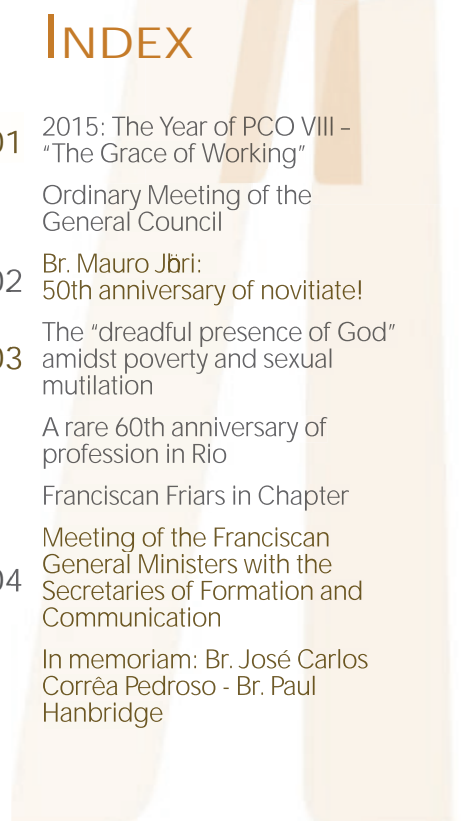 INDEX
01 2015: The Year of PCO VIII –
“The Grace of Working”
Ordinary Meeting of the
General Council
02 Br. Mauro Jöhri:
50th anniversary of novitiate!
03 The “dreadful presence of God”
amidst poverty and sexual
mutilation
A rare 60th anniversary of
profession in Rio
Franciscan Friars in Chapter
04 Meeting of the Franciscan
General Ministers with the
Secretaries of Formation and
Communication
In memoriam: Br. José Carlos
Corrêa Pedroso - Br. Paul
Hanbridge